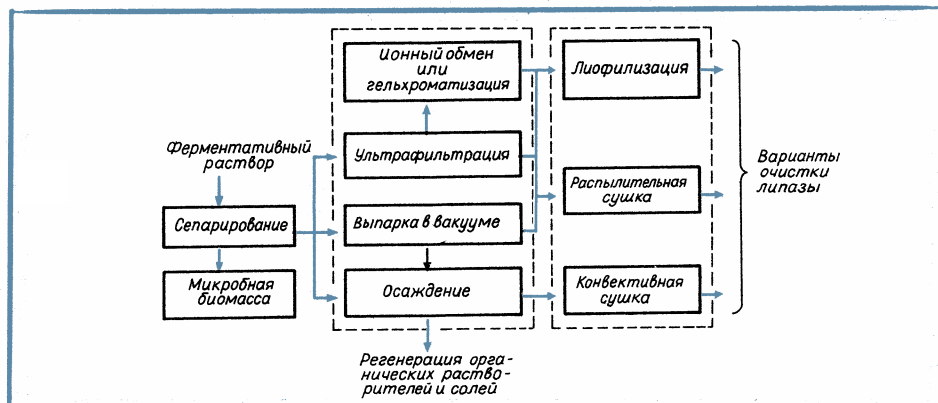 Ионный обмен
или
гельхроматизация
Лиофилизация
Ферментативный
раствор
Ультрафильтрация
Варианты
очистки
липазы
Распылительная
сушка
Сепарирование
Выпарка в вакууме
Микробная
биомасса
Осаждение
Конвективная
сушка
Регенерация орга-
нических раство-
рителей и солей